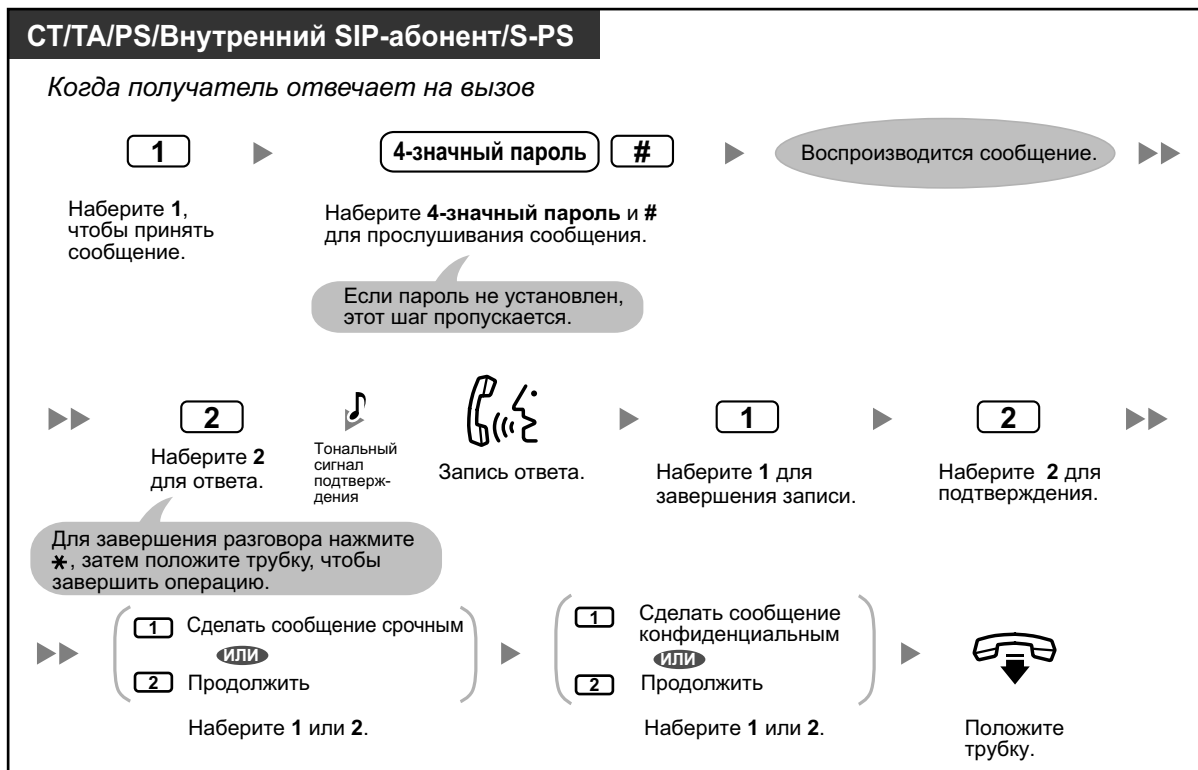 СТ/TA/PS/Внутренний SIP-абонент/S-PS
Когда получатель отвечает на вызов
1
4-значный пароль #
Воспроизводится сообщение.
Наберите 1,
чтобы принять
сообщение.
Наберите 4-значный пароль и #
для прослушивания сообщения.
Если пароль не установлен,
этот шаг пропускается.
2
Наберите 2
для ответа.
Тональный
сигнал
подтверж-
дения
Запись ответа.
1
Наберите 1 для
завершения записи.
2
Наберите 2 для
подтверждения.
Для завершения разговора нажмите
*, затем положите трубку, чтобы
завершить операцию.
1 Сделать сообщение срочным
ИЛИ
2 Продолжить
Наберите 1 или 2.
1 Сделать сообщение
конфиденциальным
ИЛИ
2 Продолжить
Наберите 1 или 2.
Положите
трубку.